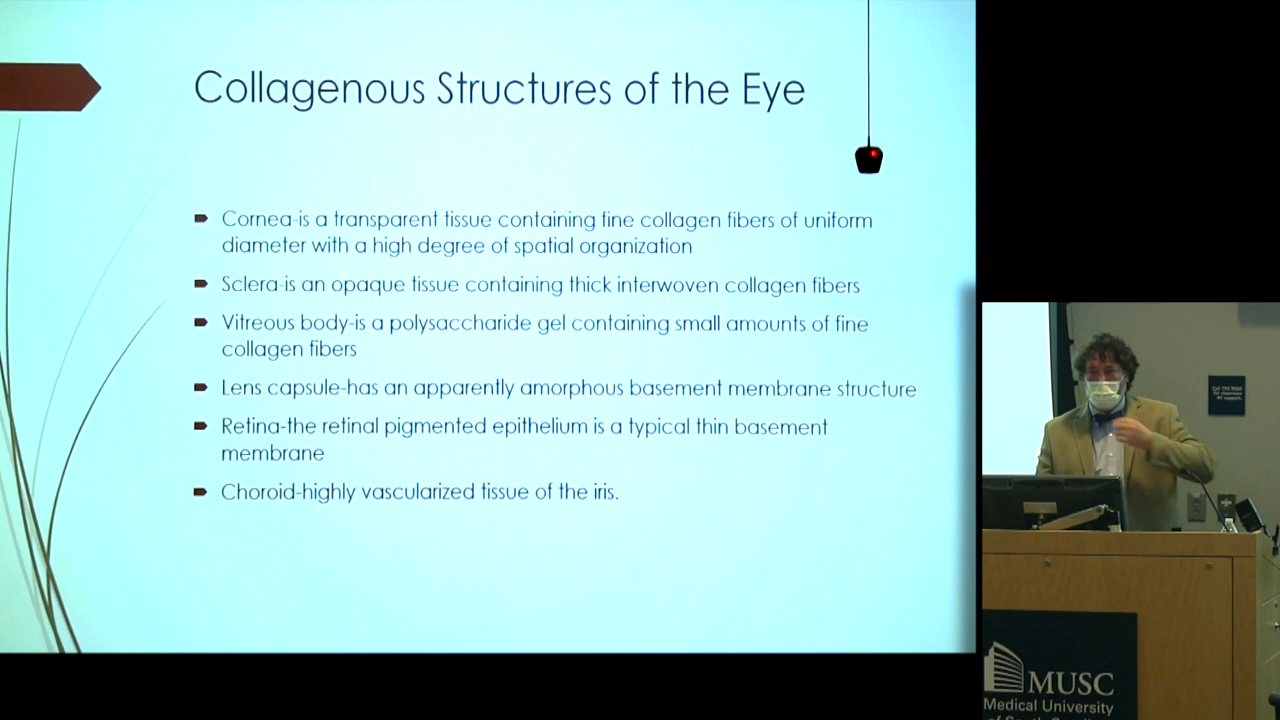 Collagenous Structures of the Eye
Cornea-is a transparent tissue containing fine collagen fibers of uniform
diameter with a high degree of spatial organization
Sclera-is an opaque tissue containing thick interwoven collagen fibers
Vitreous body-is a polysaccharide gel containing small amounts of fine
collagen fibers
Lens capsule-has an apparently amorphous basement membrane structure
Retina-the retinal pigmented epithelium is a typical thin basement
membrane
Choroid-highly vascularized tissue of the iris.
MUSC
Medical University
of South